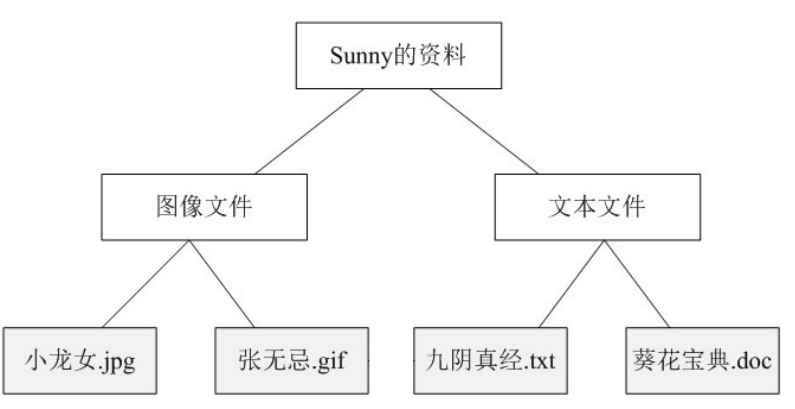 Sunny的资料
图像文件
文本文件
小龙女.jpg
张无忌.gif
九阴真经.txt
葵花宝典.doc